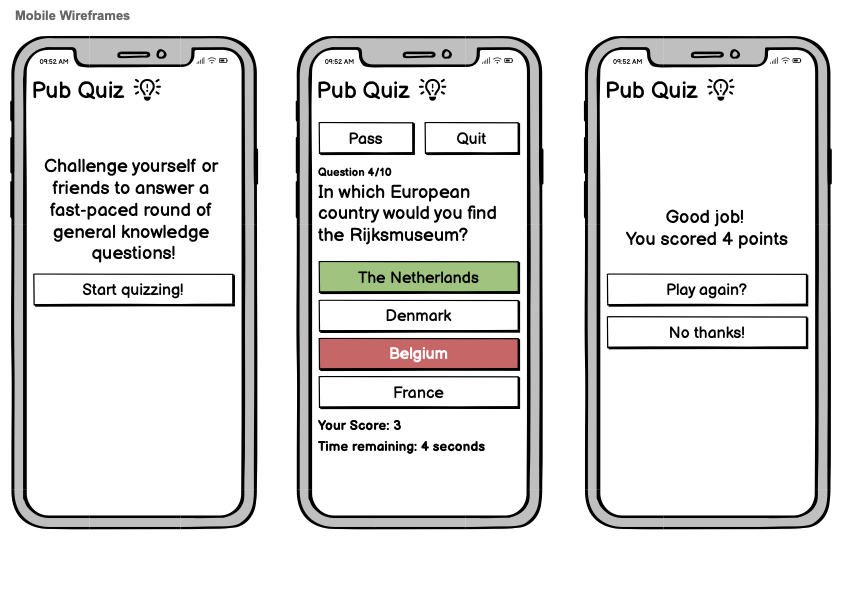 Mobile Wireframes
09:52 AM
Pub Quiz
Challenge yourself or
friends to answer a
fast-paced round of
general knowledge
questions!
Start quizzing!
09:52 AM
Pub Quiz
Pass
Quit
Question 4/10
In which European
country would you find
the Rijksmuseum?
The Netherlands
Denmark
Belgium
France
Your Score: 3
Time remaining: 4 seconds
09:52 AM
Pub Quiz
Good job!
You scored 4 points
Play again?
No thanks!